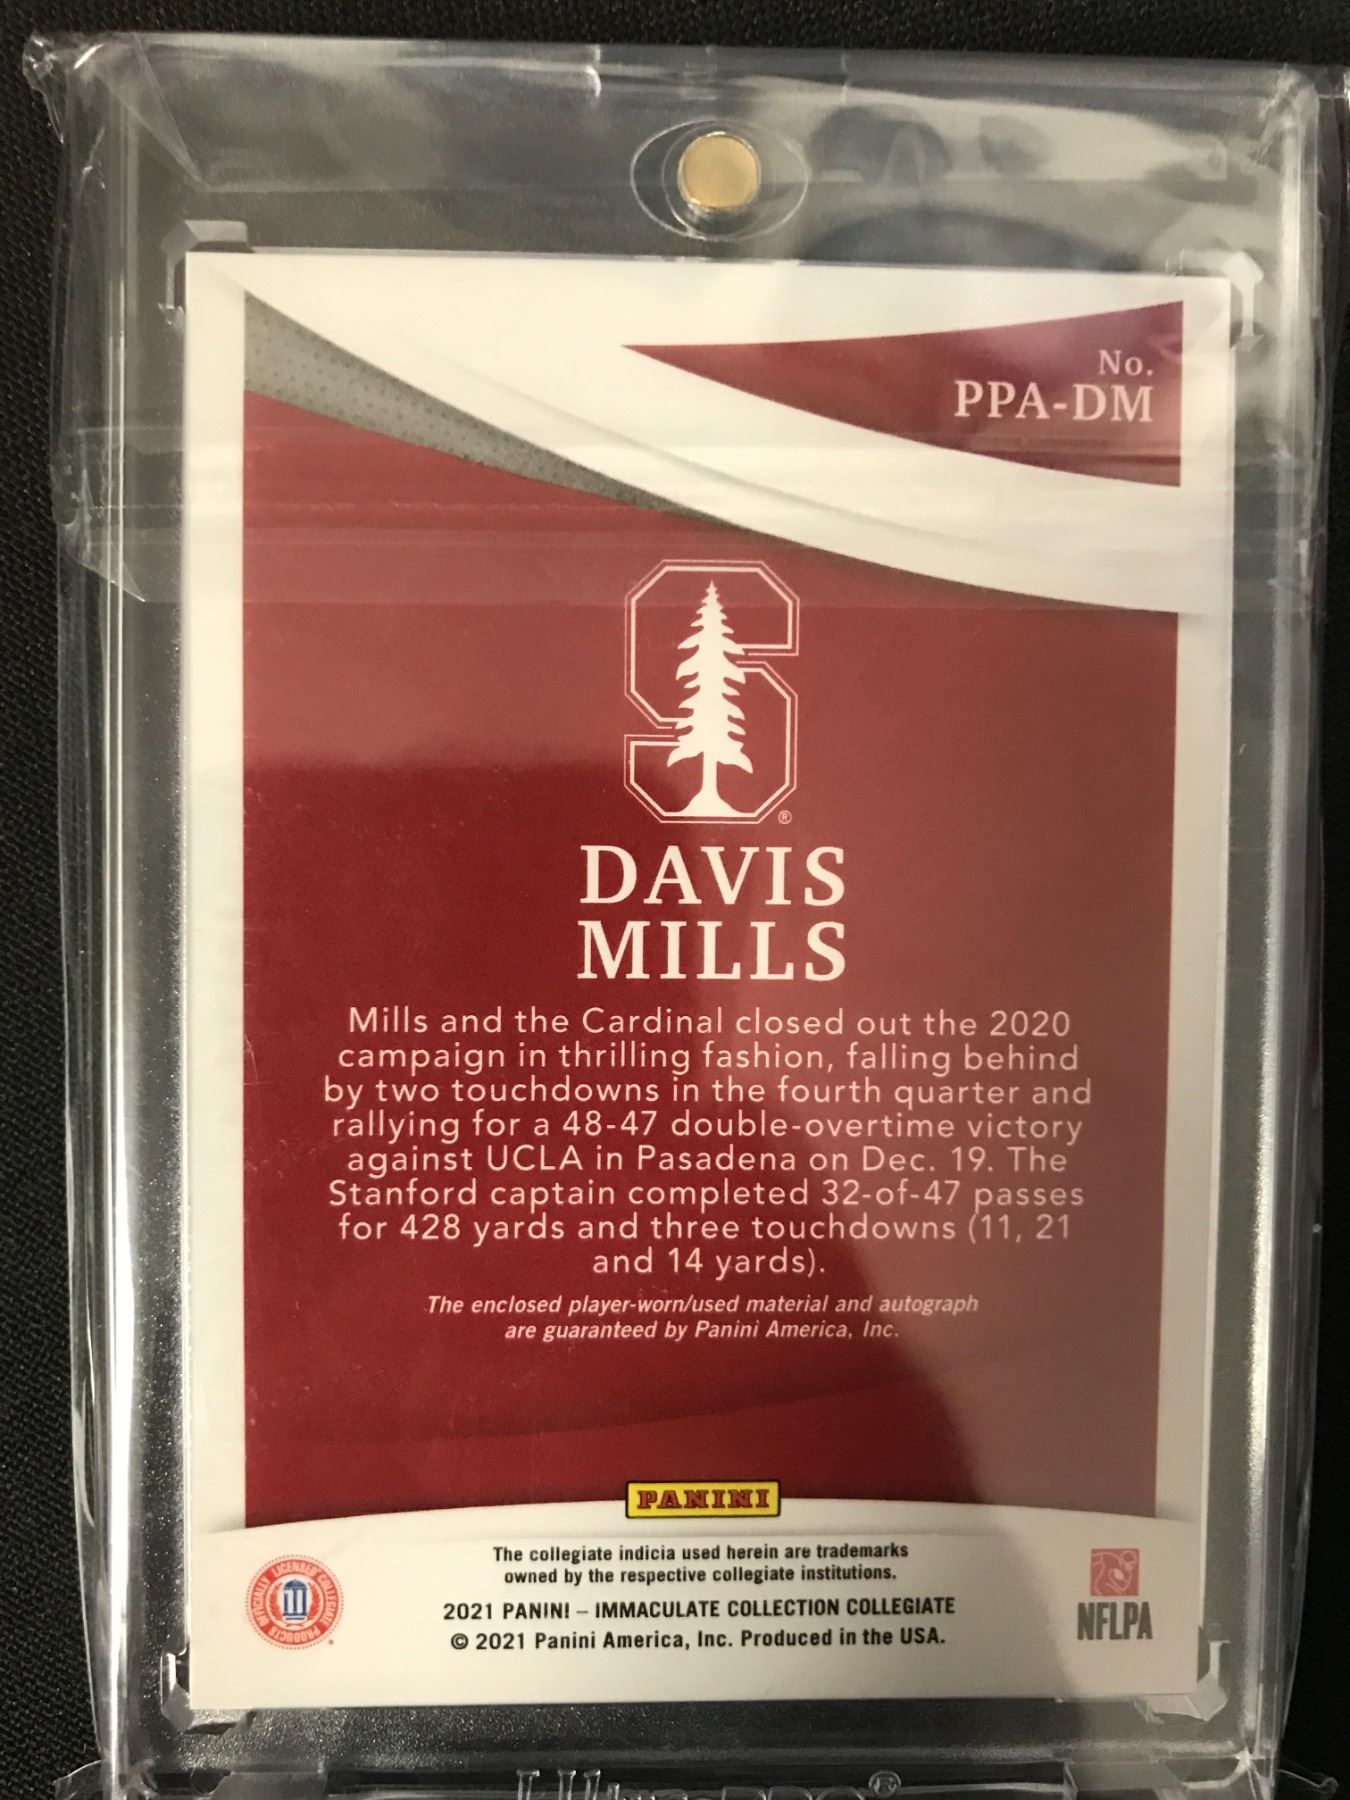 No.
PPA-DM
®
DAVIS
MILLS
Mills and the Cardinal closed out the 2020
campaign in thrilling fashion, falling behind
by two touchdowns in the fourth quarter and
rallying for a 48-47 double-overtime victory
against UCLA in Pasadena on Dec. 19. The
Stanford captain completed 32-of-47 passes
for 428 yards and three touchdowns (11, 21
and 14 yards).
The enclosed player-worn/used material and autograph
are guaranteed by Panini America, Inc.
PANINI
The collegiate indicia used herein are trademarks
owned by the respective collegiate institutions.
2021 PANINI – IMMACULATE COLLECTION COLLEGIATE
© 2021 Panini America, Inc. Produced in the USA.
OFFICIALLY LICENSED COLLEGIATE PRODUCTS
NFLPA